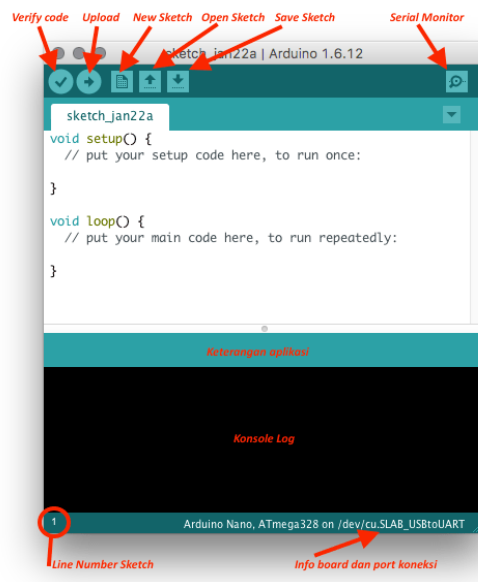 Verify code Upload New Sketch Open Sketch Save Sketch Serial Monitor
sketch_jan22a | Arduino 1.6.12
sketch_jan22a
void setup() {
// put your setup code here, to run once:
}
void loop() {
// put your main code here, to run repeatedly:
}
Keterangan aplikasi
Konsole Log
1
Arduino Nano, ATmega328 on /dev/cu.SLAB_USBtoUART
Line Number Sketch
Info board dan port koneksi